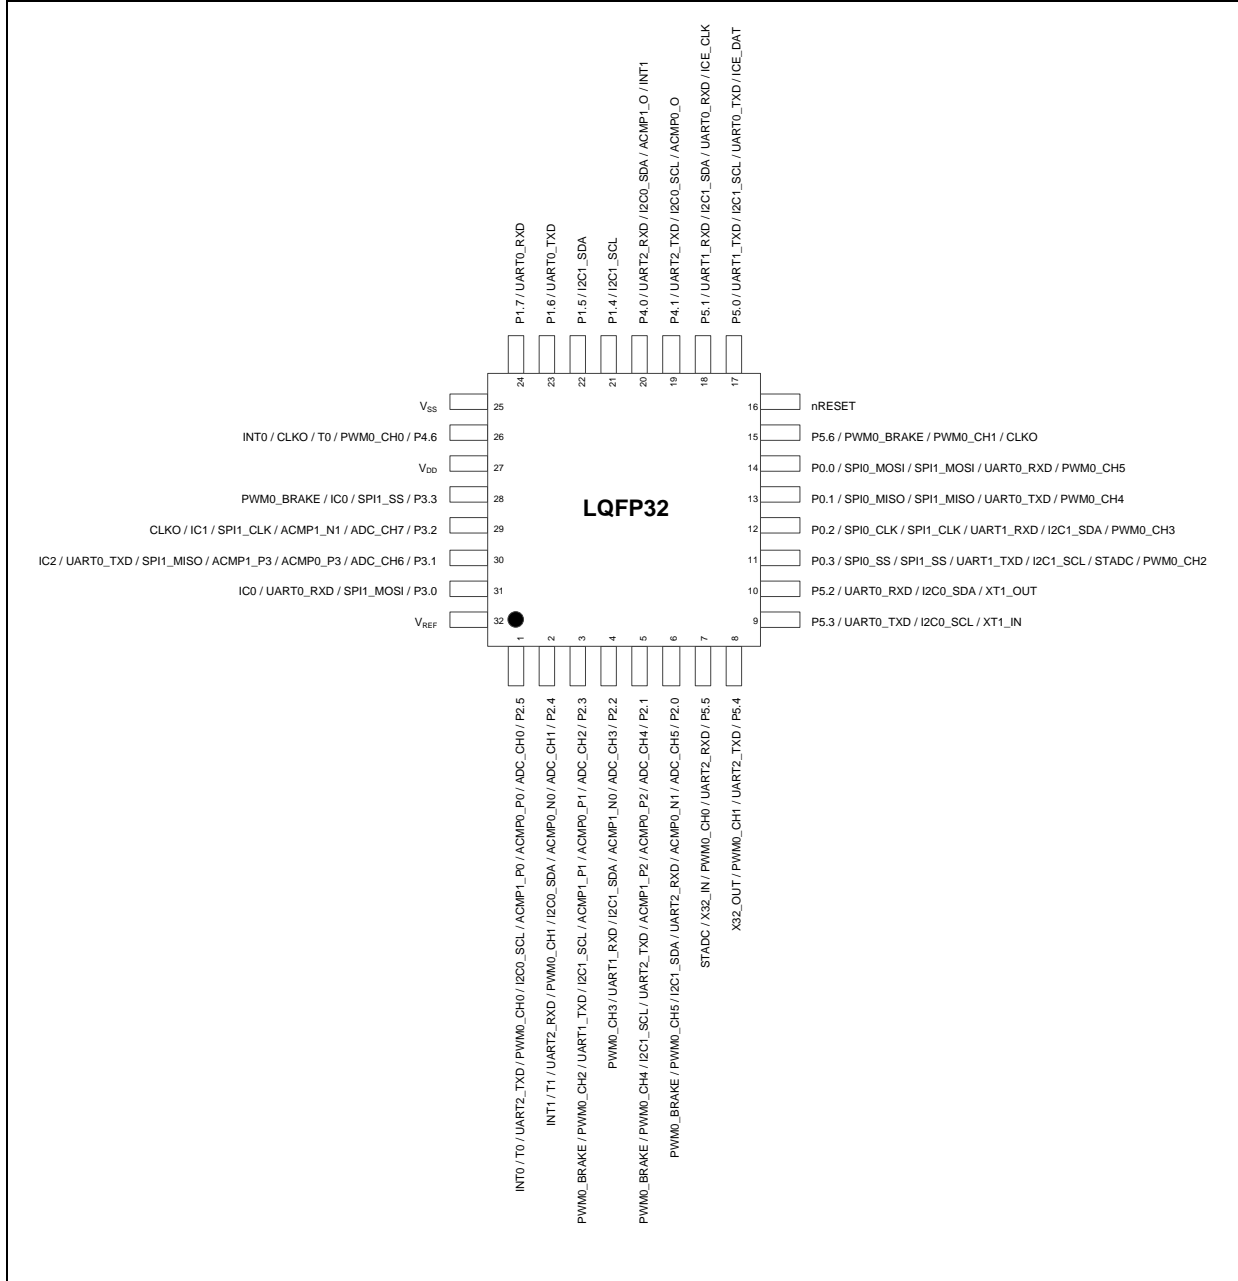 P1.7 / UART0_RXD
P1.6 / UART0_TXD
P1.5 / I2C1_SDA
P1.4 / I2C1_SCL
P4.0 / UART2_RXD / I2C0_SDA / ACMP1_O / INT1
P4.1 / UART2_TXD / I2C0_SCL / ACMP0_O
P5.1 / UART1_RXD / I2C1_SDA / UART0_RXD / ICE_CLK
P5.0 / UART1_TXD / I2C1_SCL / UART0_TXD / ICE_DAT
24
23
22
21
20
19
18
17
VSS 25
INT0 / CLKO / T0 / PWM0_CH0 / P4.6 26
VDD 27
PWM0_BRAKE / IC0 / SPI1_SS / P3.3 28
CLKO / IC1 / SPI1_CLK / ACMP1_N1 / ADC_CH7 / P3.2 29
IC2 / UART0_TXD / SPI1_MISO / ACMP1_P3 / ACMP0_P3 / ADC_CH6 / P3.1 30
IC0 / UART0_RXD / SPI1_MOSI / P3.0 31
VREF 32
LQFP32
16 nRESET
15 P5.6 / PWM0_BRAKE / PWM0_CH1 / CLKO
14 P0.0 / SPI0_MOSI / SPI1_MOSI / UART0_RXD / PWM0_CH5
13 P0.1 / SPI0_MISO / SPI1_MISO / UART0_TXD / PWM0_CH4
12 P0.2 / SPI0_CLK / SPI1_CLK / UART1_RXD / I2C1_SDA / PWM0_CH3
11 P0.3 / SPI0_SS / SPI1_SS / UART1_TXD / I2C1_SCL / STADC / PWM0_CH2
10 P5.2 / UART0_RXD / I2C0_SDA / XT1_OUT
9 P5.3 / UART0_TXD / I2C0_SCL / XT1_IN
1
2
3
4
5
6
7
8
INT0 / T0 / UART2_TXD / PWM0_CH0 / I2C0_SCL / ACMP1_P0 / ACMP0_P0 / ADC_CH0 / P2.5
INT1 / T1 / UART2_RXD / PWM0_CH1 / I2C0_SDA / ACMP0_N0 / ADC_CH1 / P2.4
PWM0_BRAKE / PWM0_CH2 / UART1_TXD / I2C1_SCL / ACMP1_P1 / ACMP0_P1 / ADC_CH2 / P2.3
PWM0_CH3 / UART1_RXD / I2C1_SDA / ACMP1_N0 / ADC_CH3 / P2.2
PWM0_BRAKE / PWM0_CH4 / I2C1_SCL / UART2_TXD / ACMP1_P2 / ACMP0_P2 / ADC_CH4 / P2.1
PWM0_BRAKE / PWM0_CH5 / I2C1_SDA / UART2_RXD / ACMP0_N1 / ADC_CH5 / P2.0
STADC / X32_IN / PWM0_CH0 / UART2_RXD / P5.5
X32_OUT / PWM0_CH1 / UART2_TXD / P5.4